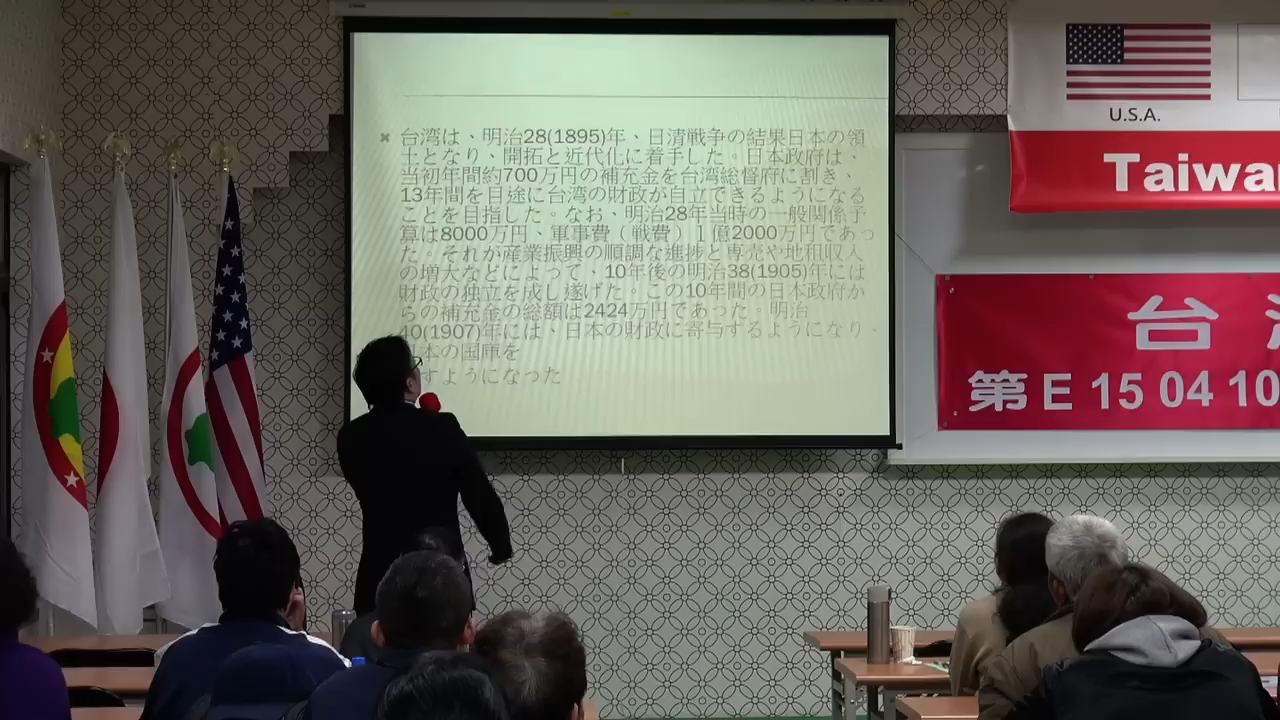 台湾は、明治28(1895)年、日清戦争の結果日本の領
土となり、開拓と近代化に着手した。日本政府は、
当初年間約700万円の補充金を台湾総督府に割き、
13年間を目途に台湾の財政が自立できるようになる
ことを目指した。なお、明治28年当時の一般関係予
算は8000万円、軍事費（戦費）１億2000万円であっ
た。それが産業振興の順調な進捗と専売や地租収入
の増大などによって、10年後の明治38(1905)年には
財政の独立を成し遂げた。この10年間の日本政府か
らの補充金の総額は2424万円であった。明治
40(1907)年には、日本の財政に寄与するようになり、
本の国庫を
すようになった
U.S.A.
Taiwa
台
第 E 15 04 10